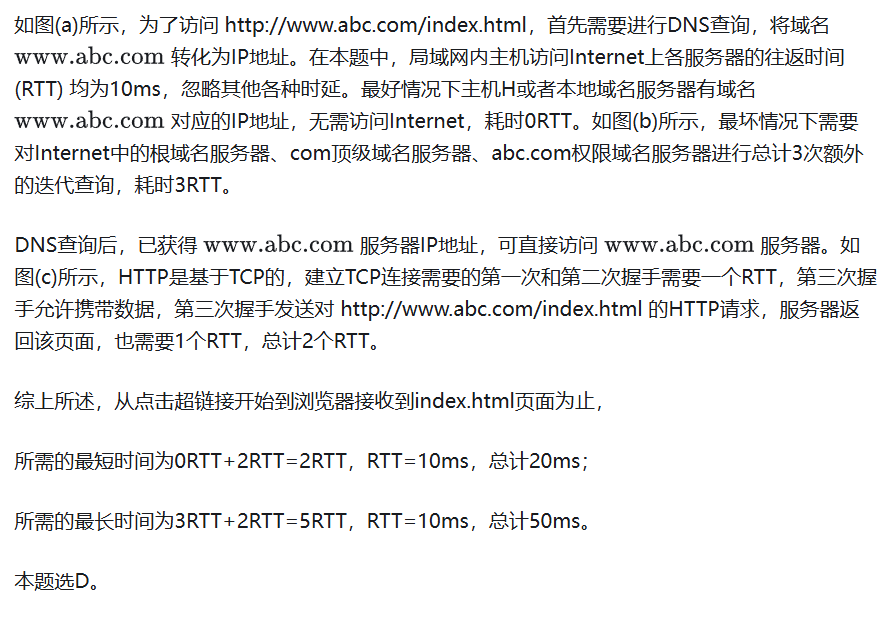 如图(a)所示，为了访问 http://www.abc.com/index.html，首先需要进行DNS查询，将域名
www.abc.com 转化为IP地址。在本题中，局域网内主机访问Internet上各服务器的往返时间
(RTT) 均为10ms，忽略其他各种时延。最好情况下主机H或者本地域名服务器有域名
www.abc.com 对应的IP地址，无需访问Internet，耗时0RTT。如图(b)所示，最坏情况下需要
对Internet中的根域名服务器、com顶级域名服务器、abc.com权限域名服务器进行总计3次额外
的迭代查询，耗时3RTT。
DNS查询后，已获得 www.abc.com 服务器IP地址，可直接访问 www.abc.com 服务器。如
图(c)所示，HTTP是基于TCP的，建立TCP连接需要的第一次和第二次握手需要一个RTT，第三次握
手允许携带数据，第三次握手发送对 http://www.abc.com/index.html 的HTTP请求，服务器返
回该页面，也需要1个RTT，总计2个RTT。
综上所述，从点击超链接开始到浏览器接收到index.html页面为止，
所需的最短时间为0RTT+2RTT=2RTT，RTT=10ms，总计20ms；
所需的最长时间为3RTT+2RTT=5RTT，RTT=10ms，总计50ms。
本题选D。